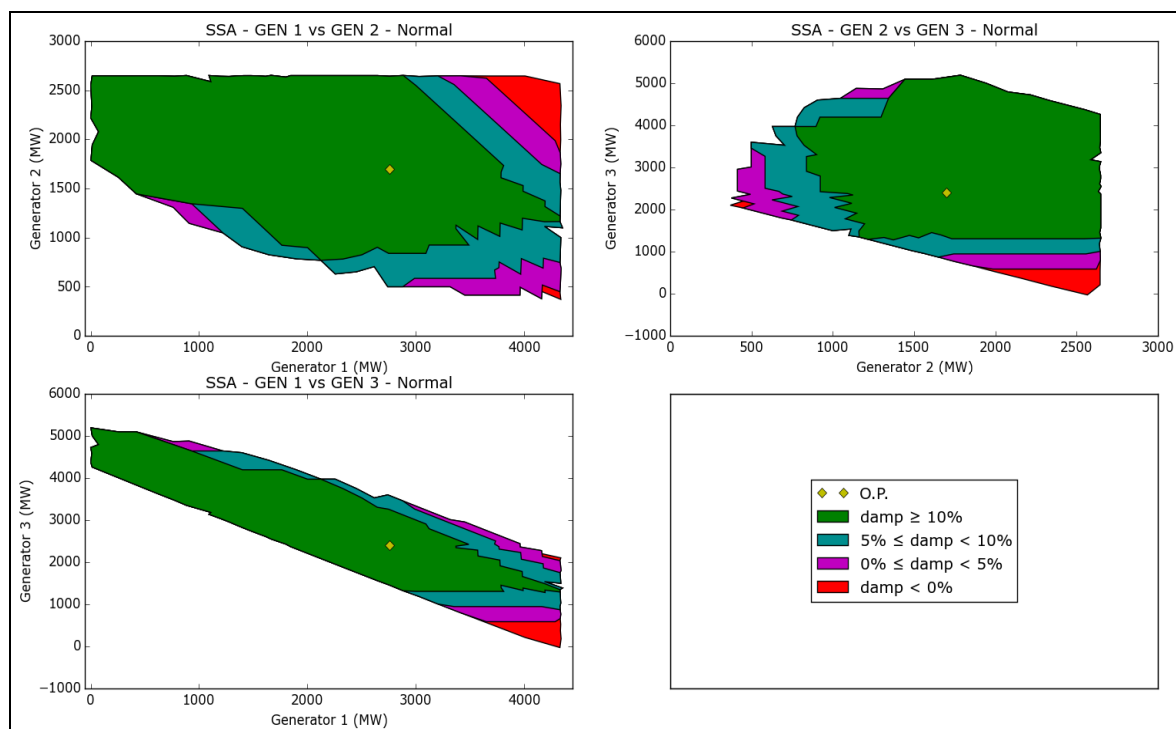 SSA - GEN 1 vs GEN 2 - Normal
3000
2500
2000
1500
1000
500
0
Generator 2 (MW)
0 1000 2000 3000 4000
Generator 1 (MW)
SSA - GEN 2 vs GEN 3 - Normal
6000
5000
4000
3000
2000
1000
0
−1000
Generator 3 (MW)
0 500 1000 1500 2000 2500 3000
Generator 2 (MW)
SSA - GEN 1 vs GEN 3 - Normal
6000
5000
4000
3000
2000
1000
0
−1000
Generator 3 (MW)
0 1000 2000 3000 4000
Generator 1 (MW)
O.P.
damp ≥ 10%
5% ≤ damp < 10%
0% ≤ damp < 5%
damp < 0%